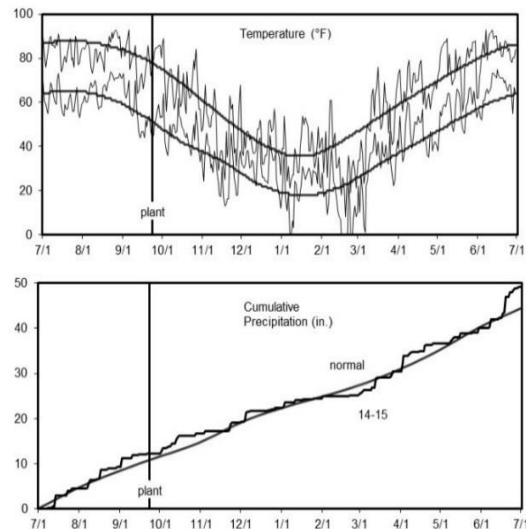 Temperature (°F)
100
80
60
40
20
0
plant
7/1 8/1 9/1 10/1 11/1 12/1 1/1 2/1 3/1 4/1 5/1 6/1 7/1
Cumulative
Precipitation (in.)
50
40
30
20
10
0
normal
14-15
plant
7/1 8/1 9/1 10/1 11/1 12/1 1/1 2/1 3/1 4/1 5/1 6/1 7/1